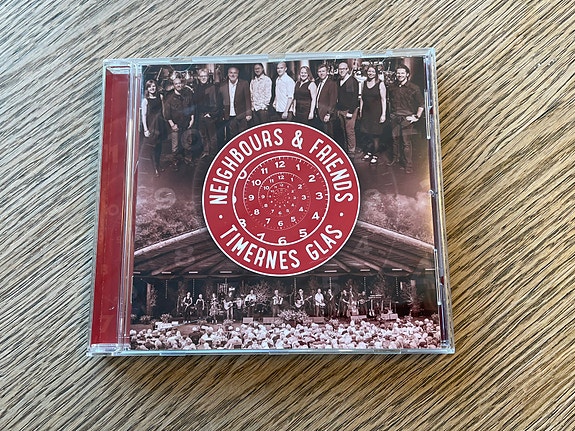 NEIGHBOURS & FRIENDS
TIMERNES GLAS